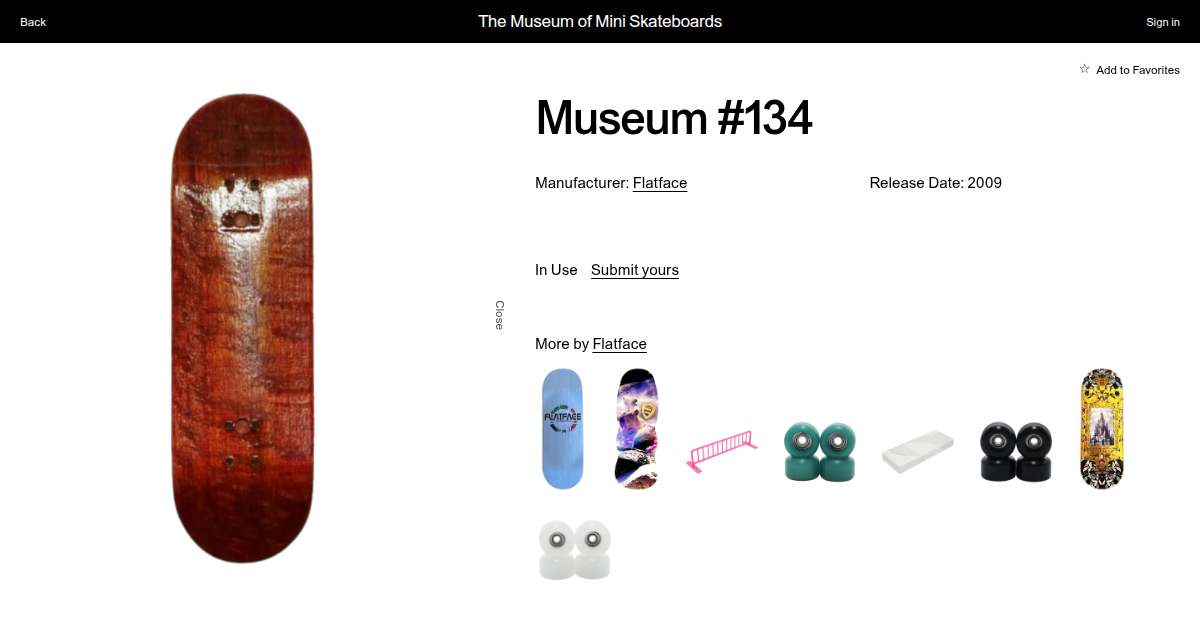 Back
The Museum of Mini Skateboards
Sign in
☆ Add to Favorites
Museum #134
Manufacturer: Flatface
Release Date: 2009
In Use Submit yours
Close
More by Flatface
FLATFACE